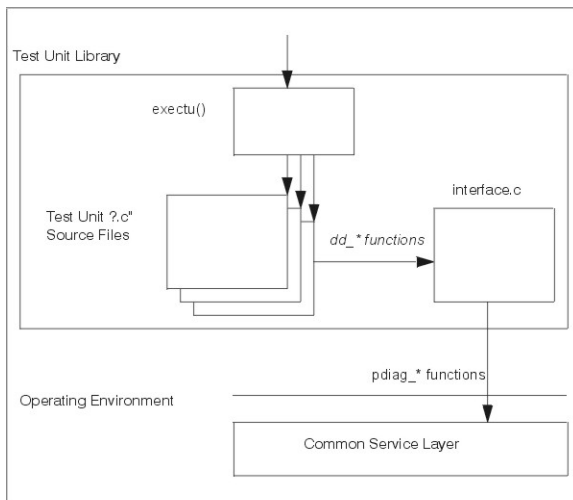 Test Unit Library
exectu()
Test Unit ?.c"
Source Files
interface.c
dd_* functions
pdiag_* functions
Operating Environment
Common Service Layer